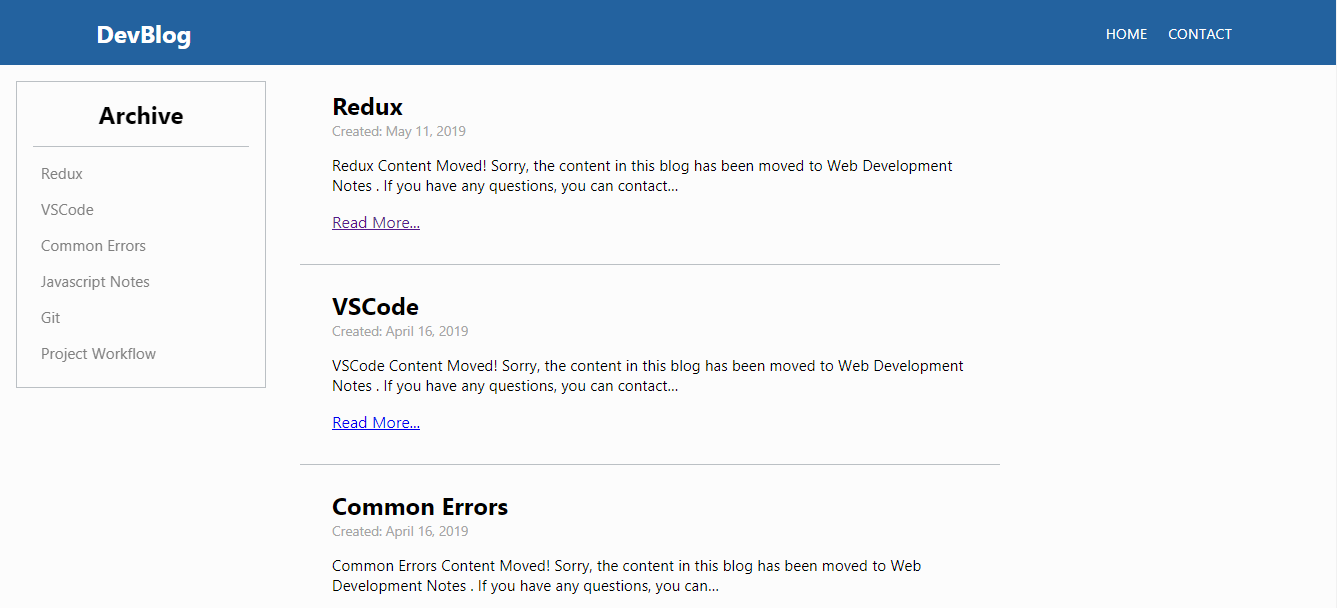 DevBlog
HOME CONTACT
Archive
Redux
VSCode
Common Errors
Javascript Notes
Git
Project Workflow
Redux
Created: May 11, 2019
Redux Content Moved! Sorry, the content in this blog has been moved to Web Development
Notes . If you have any questions, you can contact...
Read More...
VSCode
Created: April 16, 2019
VSCode Content Moved! Sorry, the content in this blog has been moved to Web Development
Notes . If you have any questions, you can contact...
Read More...
Common Errors
Created: April 16, 2019
Common Errors Content Moved! Sorry, the content in this blog has been moved to Web
Development Notes . If you have any questions, you can...